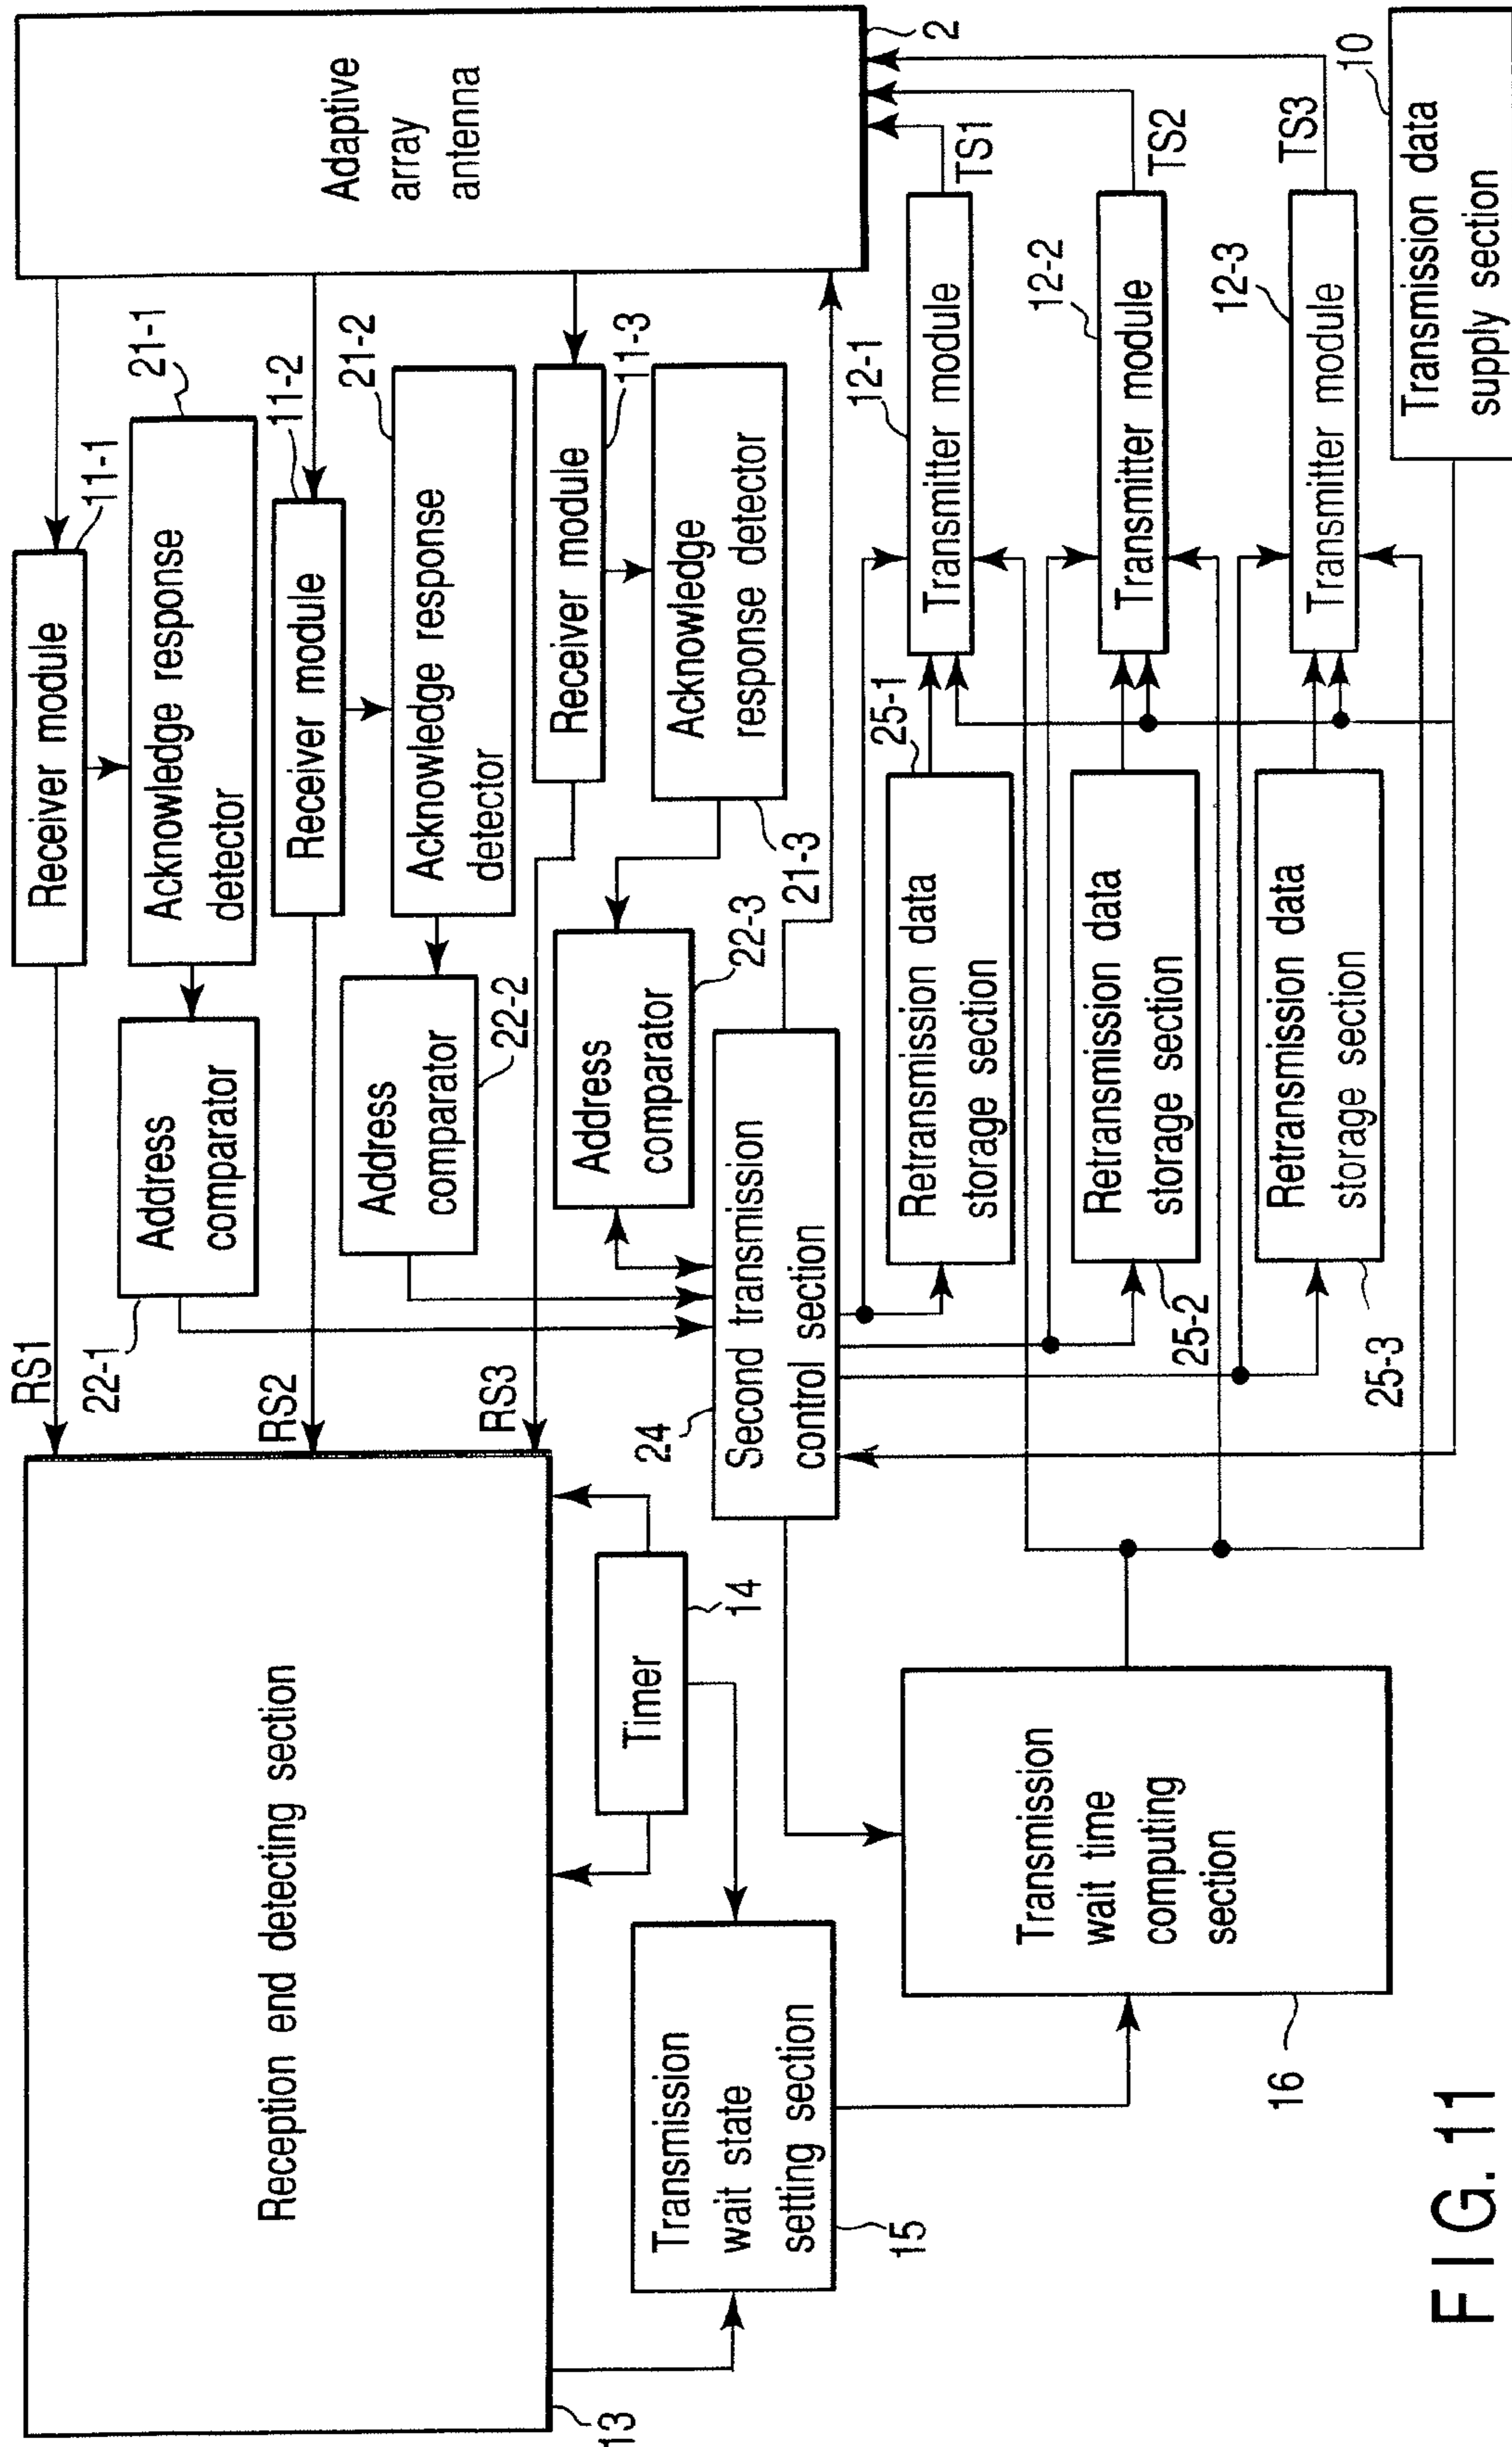 Adaptive
array
antenna
2
Receiver module
11-1
Acknowledge response
detector
21-1
Address
comparator
22-1
RS1
Receiver module
11-2
Acknowledge response
detector
21-2
Address
comparator
22-2
RS2
Receiver module
11-3
Acknowledge
response detector
21-3
Address
comparator
22-3
RS3
Reception end detecting section
13
Timer
14
Transmission
wait state
setting section
15
Second transmission
control section
24
Transmission
wait time
computing
section
16
Retransmission data
storage section
25-1
Retransmission data
storage section
25-2
Retransmission data
storage section
25-3
Transmitter module
12-1
TS1
Transmitter module
12-2
TS2
Transmitter module
12-3
TS3
Transmission data
supply section
10
FIG. 11